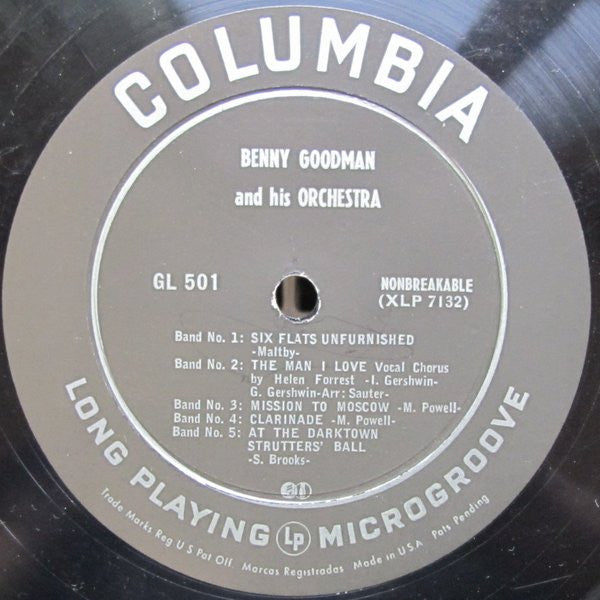 COLUMBIA
BENNY GOODMAN
and his ORCHESTRA
GL 501
NONBREAKABLE
(XLP 7132)
Band No. 1: SIX FLATS UNFURNISHED
-Maltby-
Band No. 2: THE MAN I LOVE Vocal Chorus
by Helen Forrest -I. Gershwin-
G. Gershwin-Arr: Sauter-
Band No. 3: MISSION TO MOSCOW -M. Powell-
Band No. 4: CLARINADE -M. Powell-
Band No. 5: AT THE DARKTOWN
STRUTTERS' BALL
-S. Brooks-
LONG PLAYING Lp MICROGROOVE
Trade Marks Reg U S Pat Off. Marcas Registradas Made in U.S.A Pats Pending